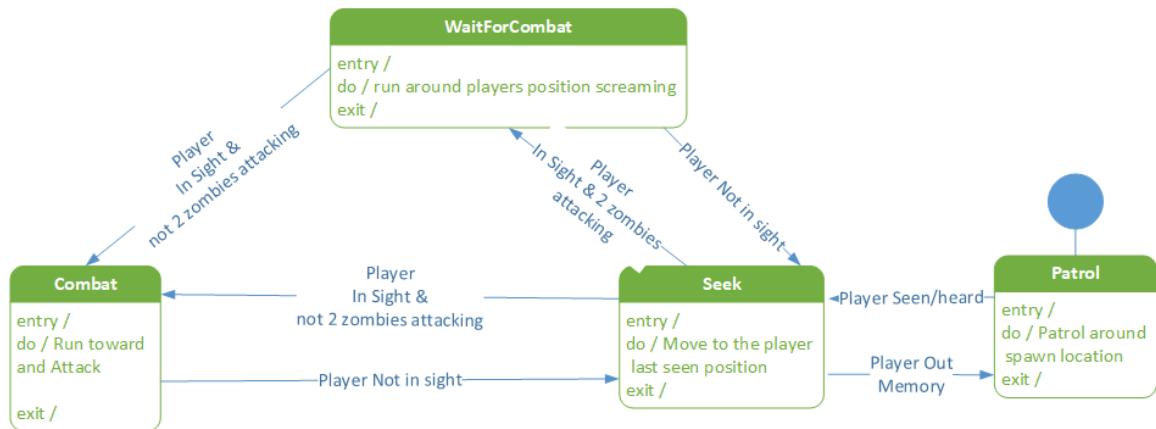 WaitForCombat
entry /
do / run around players position screaming
exit /
Player
In Sight &
not 2 zombies attacking
Player
In Sight & 2 zombies
attacking
Player Not in sight
Combat
entry /
do / Run toward
and Attack
exit /
Player
In Sight &
not 2 zombies attacking
Player Not in sight
Seek
entry /
do / Move to the player
last seen position
exit /
Player Seen/heard
Player Out
Memory
Patrol
entry /
do / Patrol around
spawn location
exit /